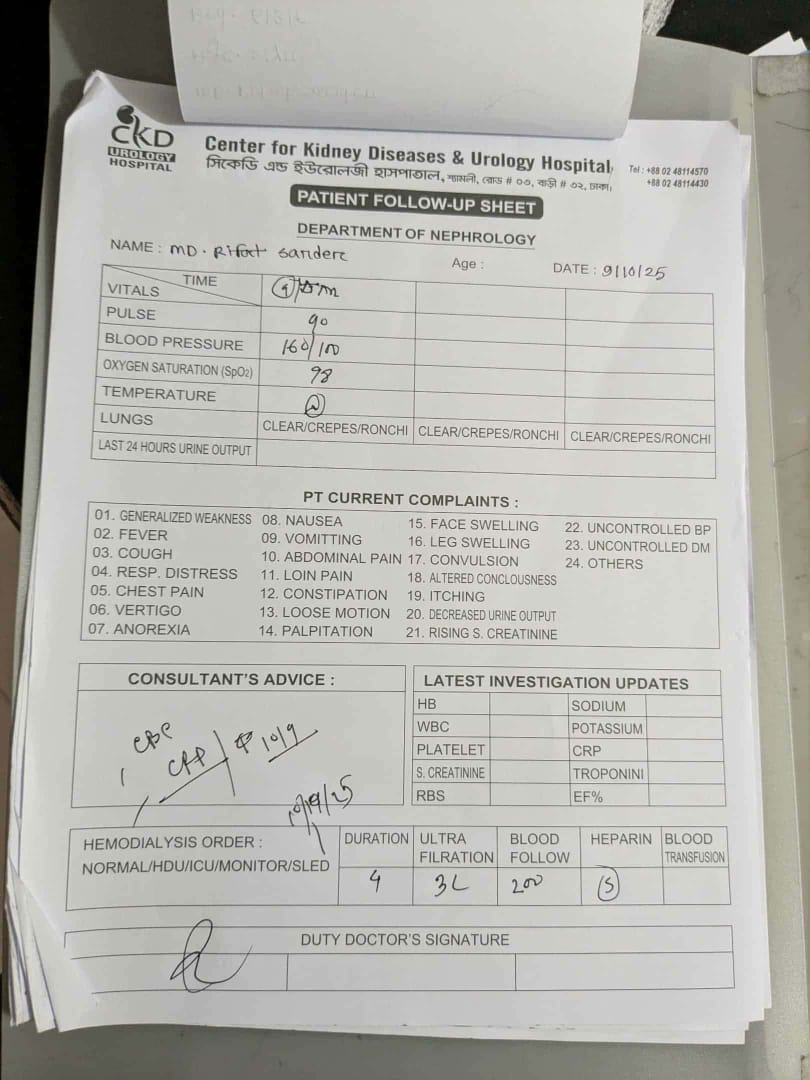 CKD
UROLOGY
HOSPITAL
Center for Kidney Diseases & Urology Hospital
সিকেডি এন্ড ইউরোলজী হাসপাতাল, শ্যামলী, রোড # ০৩, বাড়ী # ৩২, ঢাকা।
Tel : +88 02 48114570
+88 02 48114430
PATIENT FOLLOW-UP SHEET
DEPARTMENT OF NEPHROLOGY
NAME : MD. Age : DATE : 9/10/25
VITALS TIME
PULSE 90
BLOOD PRESSURE 160/100
OXYGEN SATURATION (SpO2) 98
TEMPERATURE
LUNGS CLEAR/CREPES/RONCHI CLEAR/CREPES/RONCHI CLEAR/CREPES/RONCHI
LAST 24 HOURS URINE OUTPUT
PT CURRENT COMPLAINTS :
01. GENERALIZED WEAKNESS 08. NAUSEA 15. FACE SWELLING 22. UNCONTROLLED BP
02. FEVER 09. VOMITTING 16. LEG SWELLING 23. UNCONTROLLED DM
03. COUGH 10. ABDOMINAL PAIN 17. CONVULSION 24. OTHERS
04. RESP. DISTRESS 11. LOIN PAIN 18. ALTERED CONCLOUSNESS
05. CHEST PAIN 12. CONSTIPATION 19. ITCHING
06. VERTIGO 13. LOOSE MOTION 20. DECREASED URINE OUTPUT
07. ANOREXIA 14. PALPITATION 21. RISING S. CREATININE
CONSULTANT'S ADVICE :
CBC
LATEST INVESTIGATION UPDATES
HB SODIUM
WBC POTASSIUM
PLATELET CRP
S. CREATININE TROPONINI
RBS EF%
HEMODIALYSIS ORDER :
NORMAL/HDU/ICU/MONITOR/SLED
DURATION ULTRA FILRATION BLOOD FOLLOW HEPARIN BLOOD TRANSFUSION
4 3L 200 S
DUTY DOCTOR'S SIGNATURE